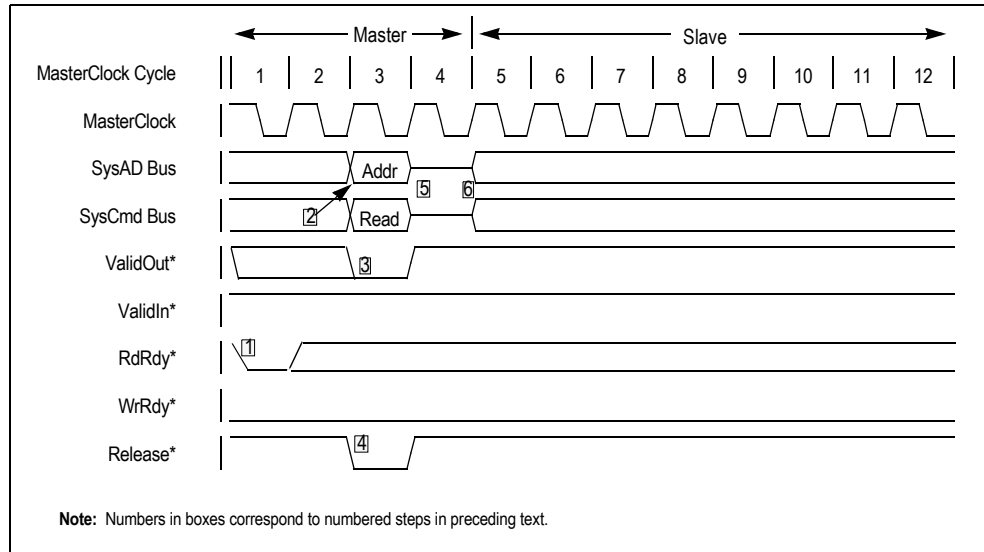 Master Slave
MasterClock Cycle 1 2 3 4 5 6 7 8 9 10 11 12
MasterClock
SysAD Bus Addr
5 6
SysCmd Bus 2 Read
ValidOut* 3
ValidIn*
RdRdy* 1
WrRdy*
Release* 4
Note: Numbers in boxes correspond to numbered steps in preceding text.